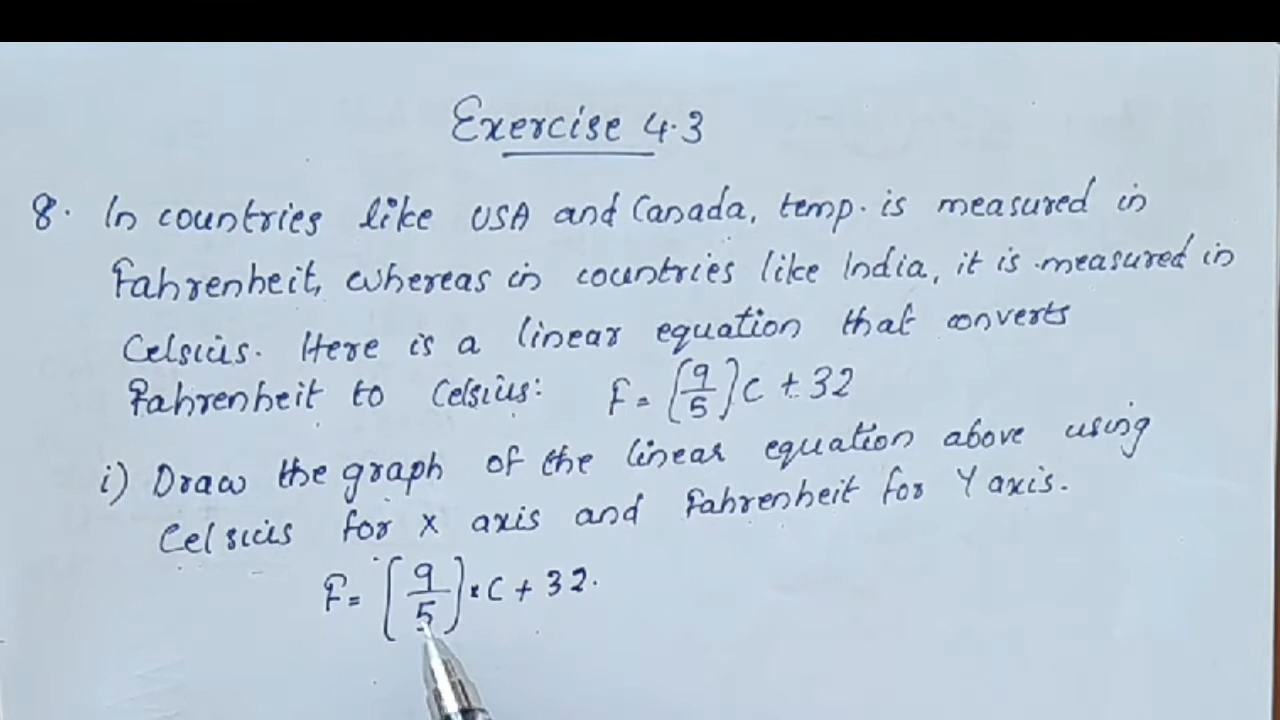 Exercise 4.3
8. In countries like USA and Canada, temp. is measured in
Fahrenheit, whereas in countries like India, it is measured in
Celsius. Here is a linear equation that converts
Fahrenheit to Celsius: F = [9/5]C + 32
i) Draw the graph of the linear equation above using
Celsius for x axis and Fahrenheit for Y axis.
F = [9/5] × C + 32.